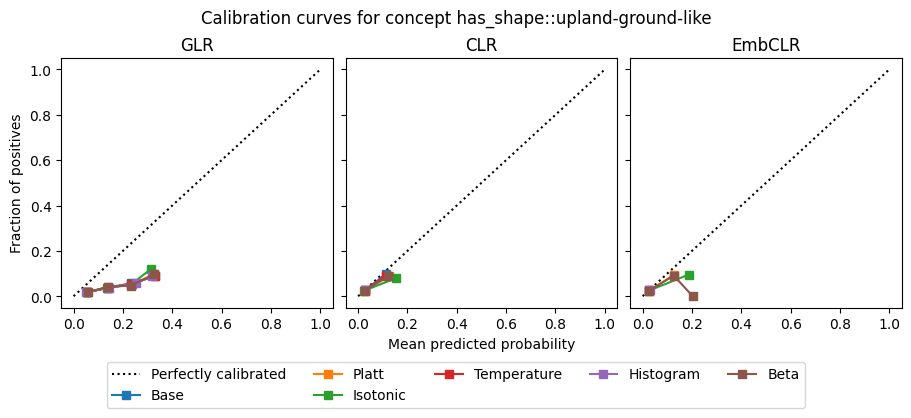 Calibration curves for concept has_shape::upland-ground-like
GLR
CLR
EmbCLR
Fraction of positives
1.0
0.8
0.6
0.4
0.2
0.0
0.0 0.2 0.4 0.6 0.8 1.0
0.0 0.2 0.4 0.6 0.8 1.0
0.0 0.2 0.4 0.6 0.8 1.0
Mean predicted probability
Perfectly calibrated Platt Temperature Histogram Beta
Base Isotonic